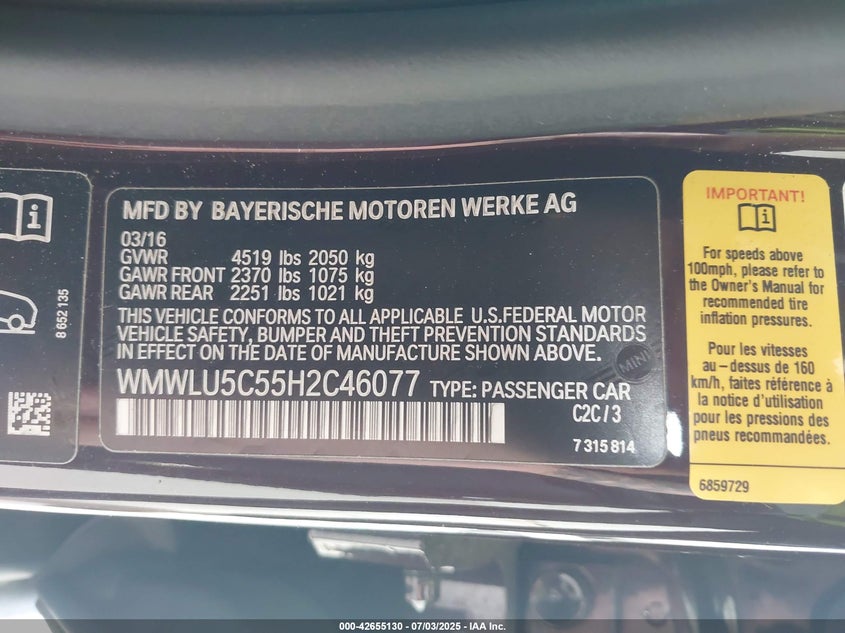 8 652 135
MFD BY BAYERISCHE MOTOREN WERKE AG
03/16
GVWR 4519 lbs 2050 kg
GAWR FRONT 2370 lbs 1075 kg
GAWR REAR 2251 lbs 1021 kg
THIS VEHICLE CONFORMS TO ALL APPLICABLE U.S.FEDERAL MOTOR
VEHICLE SAFETY, BUMPER AND THEFT PREVENTION STANDARDS
IN EFFECT ON THE DATE OF MANUFACTURE SHOWN ABOVE.
MINI
WMWLU5C55H2C46077 TYPE: PASSENGER CAR
C2C/3
7 315 814
IMPORTANT!
For speeds above
100mph, please refer to
the Owner's Manual for
recommended tire
inflation pressures.
Pour les vitesses
au-dessus de 160
km/h, faites référence à
la notice d'utilisation
pour les pressions des
pneus recommandées.
6859729
000-42655130 - 07/03/2025 - IAA Inc.